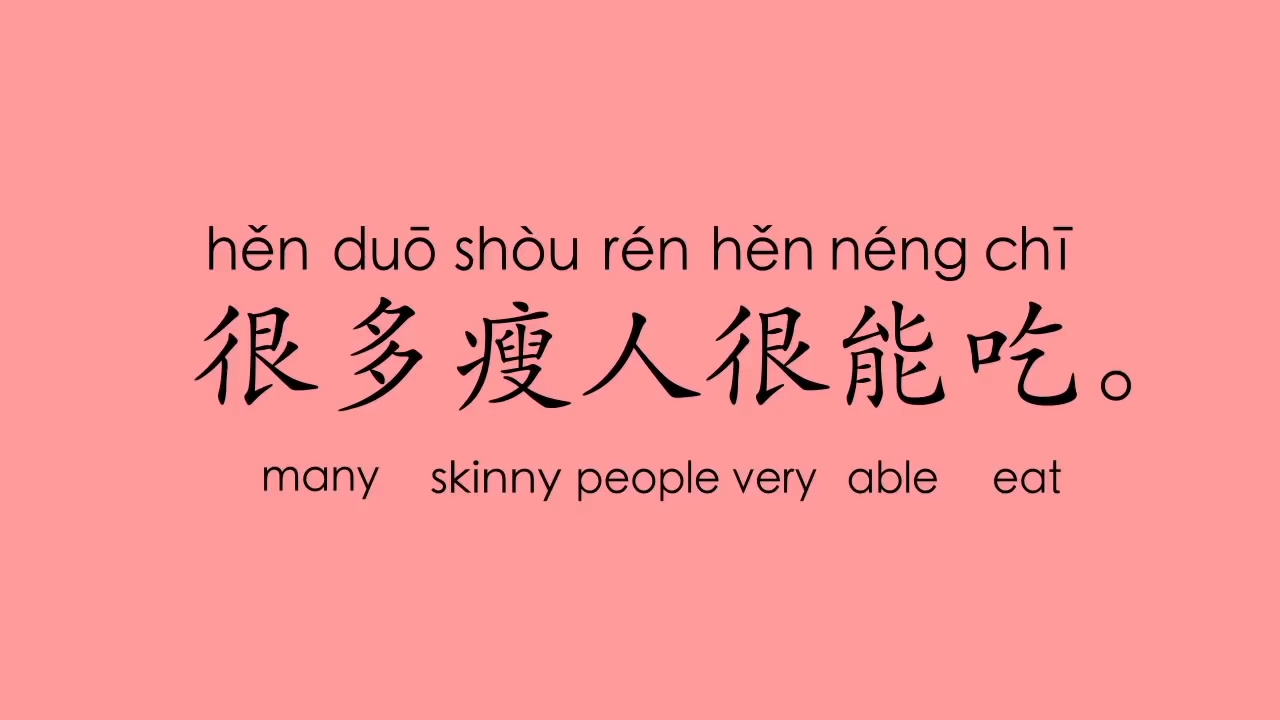 hěn duō shòu rén hěn néng chī
很多瘦人很能吃。
many skinny people very able eat